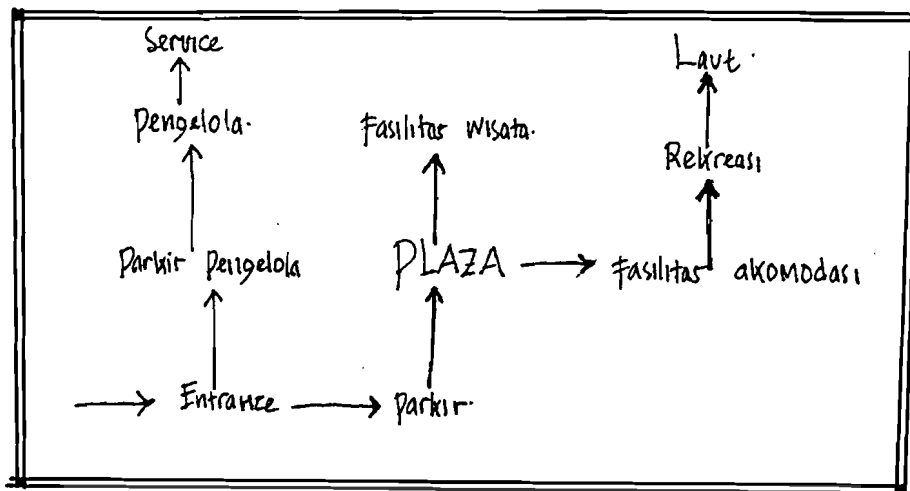 Service
Laut.
Pengelola.
Fasilitas wisata.
Rekreasi
Parkir pengelola
PLAZA
Fasilitas akomodasi
Entrance
Parkir.